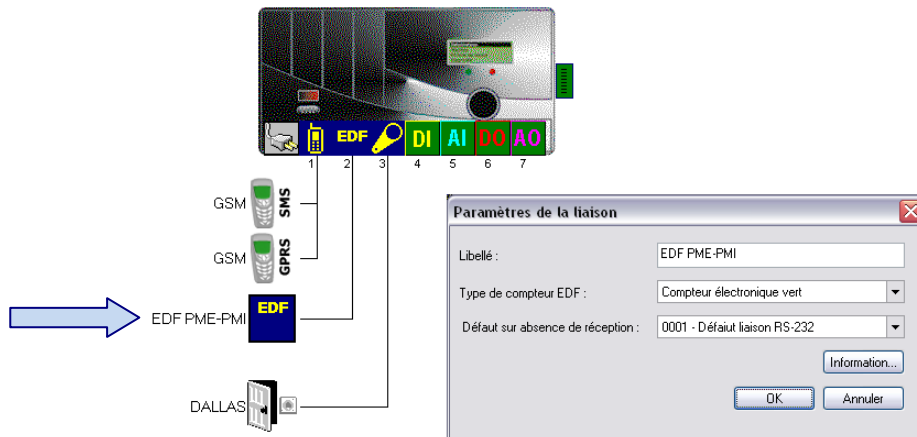 EDF DI AI DO AO
1 2 3 4 5 6 7
GSM SMS
GSM GPRS
EDF PME-PMI EDF
DALLAS
Paramètres de la liaison
Libellé : EDF PME-PMI
Type de compteur EDF : Compteur électronique vert
Défaut sur absence de réception : 0001 - Défaiut liaison RS-232
Information...
OK Annuler